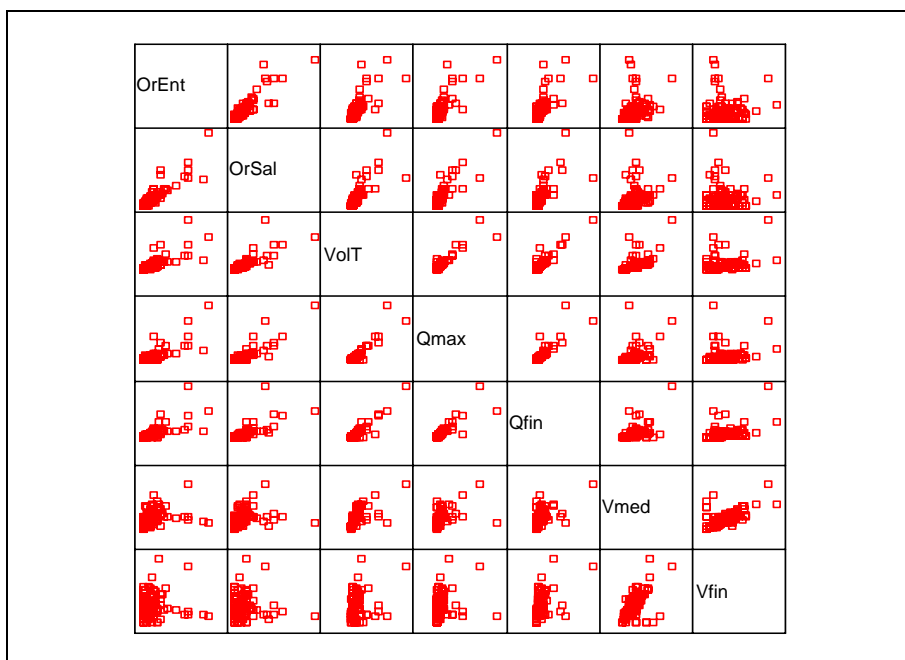 OrEnt
OrSal
VolT
Qmax
Qfin
Vmed
Vfin